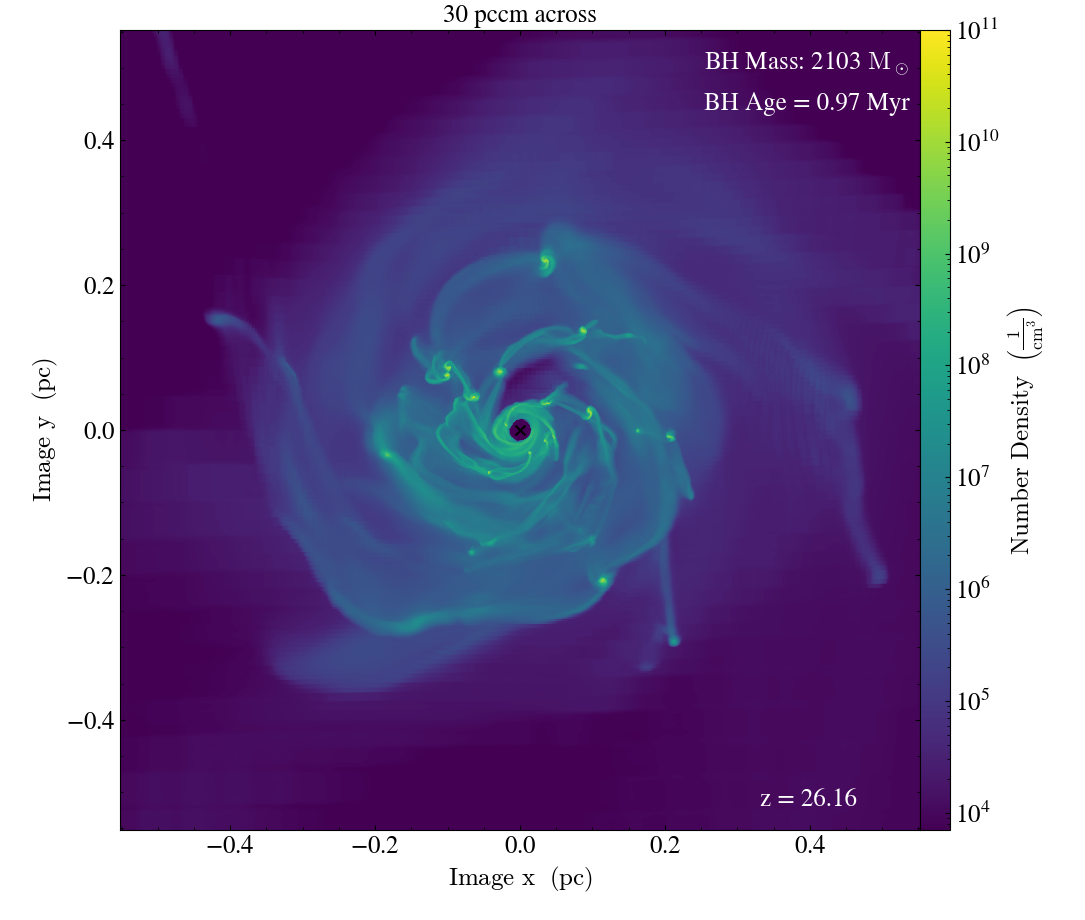 30 pccm across
BH Mass: 2103 M⊙
BH Age = 0.97 Myr
z = 26.16
0.4
0.2
0.0
−0.2
−0.4
Image y (pc)
−0.4
−0.2
0.0
0.2
0.4
Image x (pc)
10¹¹
10¹⁰
10⁹
10⁸
10⁷
10⁶
10⁵
10⁴
Number Density (1/cm³)